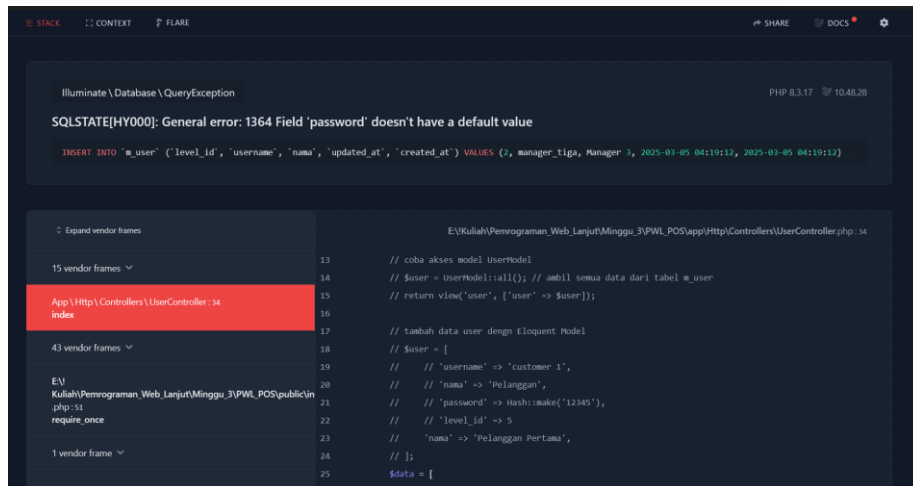 STACK CONTEXT FLARE SHARE DOCS
Illuminate \ Database \ QueryException PHP 8.3.17 10.48.28
SQLSTATE[HY000]: General error: 1364 Field 'password' doesn't have a default value
INSERT INTO `m_user` (`level_id`, `username`, `nama`, `updated_at`, `created_at`) VALUES (2, manager_tiga, Manager 3, 2025-03-05 04:19:12, 2025-03-05 04:19:12)
Expand vendor frames
15 vendor frames
App \ Http \ Controllers \ UserController : 34
index
43 vendor frames
E:\!
Kuliah\Pemrograman_Web_Lanjut\Minggu_3\PWL_POS\public\in
.php : 51
require_once
1 vendor frame
E:\!Kuliah\Pemrograman_Web_Lanjut\Minggu_3\PWL_POS\app\Http\Controllers\UserController.php : 34
13 // coba akses model UserModel
14 // $user = UserModel::all(); // ambil semua data dari tabel m_user
15 // return view('user', ['user' => $user]);
16
17 // tambah data user dengn Eloquent Model
18 // $user = [
19 // // 'username' => 'customer 1',
20 // // 'nama' => 'Pelanggan',
21 // // 'password' => Hash::make('12345'),
22 // // 'level_id' => 5
23 // 'nama' => 'Pelanggan Pertama',
24 // ];
25 $data = [